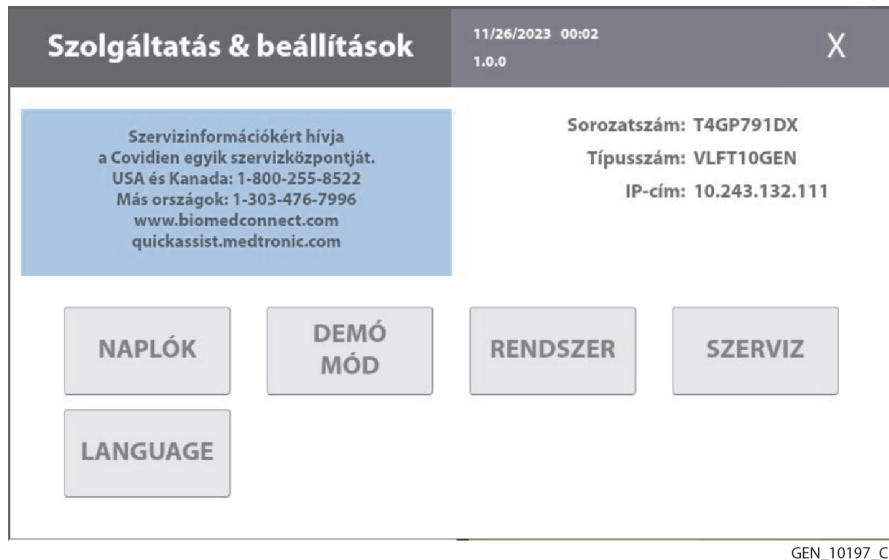 Szolgáltatás & beállítások
11/26/2023 00:02
1.0.0
X
Szervizinformációkért hívja
a Covidien egyik szervizközpontját.
USA és Kanada: 1-800-255-8522
Más országok: 1-303-476-7996
www.biomedconnect.com
quickassist.medtronic.com
Sorozatszám: T4GP791DX
Típusszám: VLFT10GEN
IP-cím: 10.243.132.111
NAPLÓK
DEMÓ
MÓD
RENDSZER
SZERVIZ
LANGUAGE
GEN_10197_C